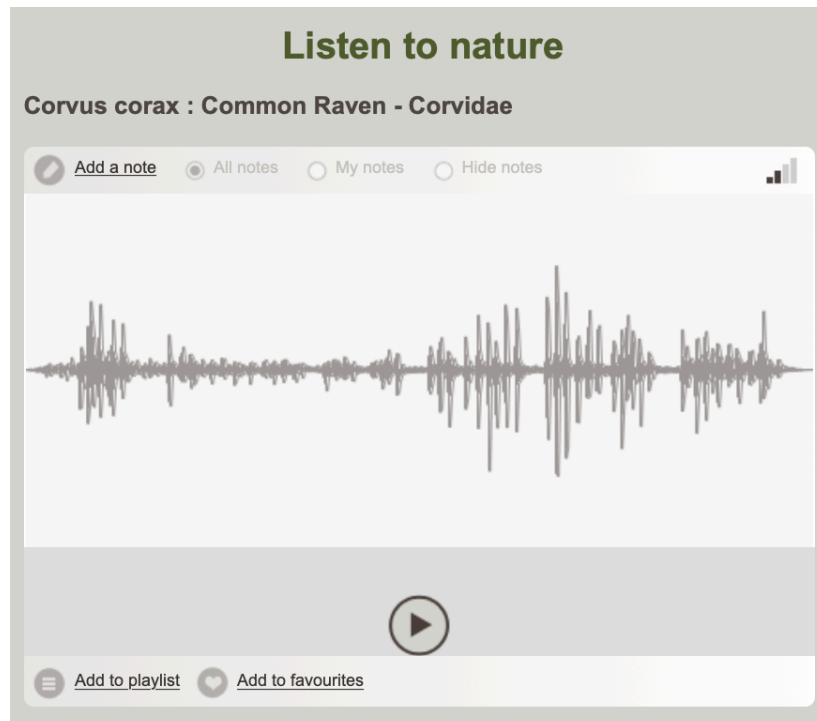 Listen to nature
Corvus corax : Common Raven - Corvidae
Add a note All notes My notes Hide notes
Add to playlist Add to favourites